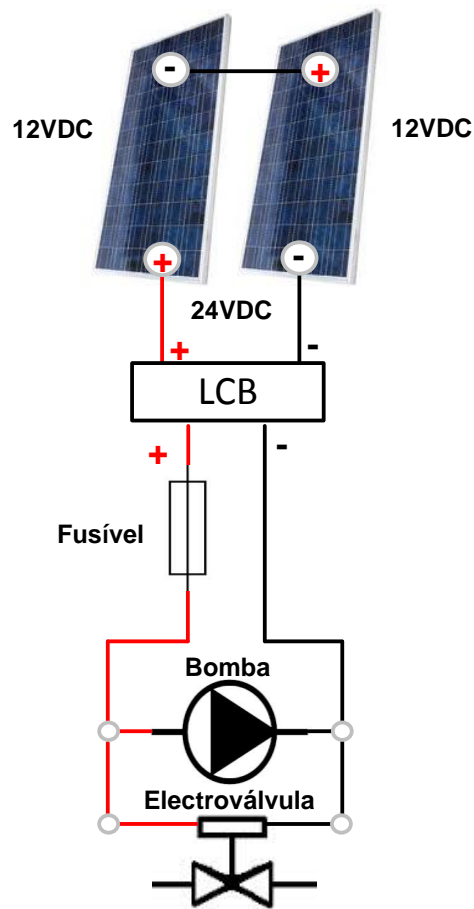 - +
12VDC 12VDC
+ -
24VDC
+ -
LCB
+ -
Fusível
Bomba
Electroválvula